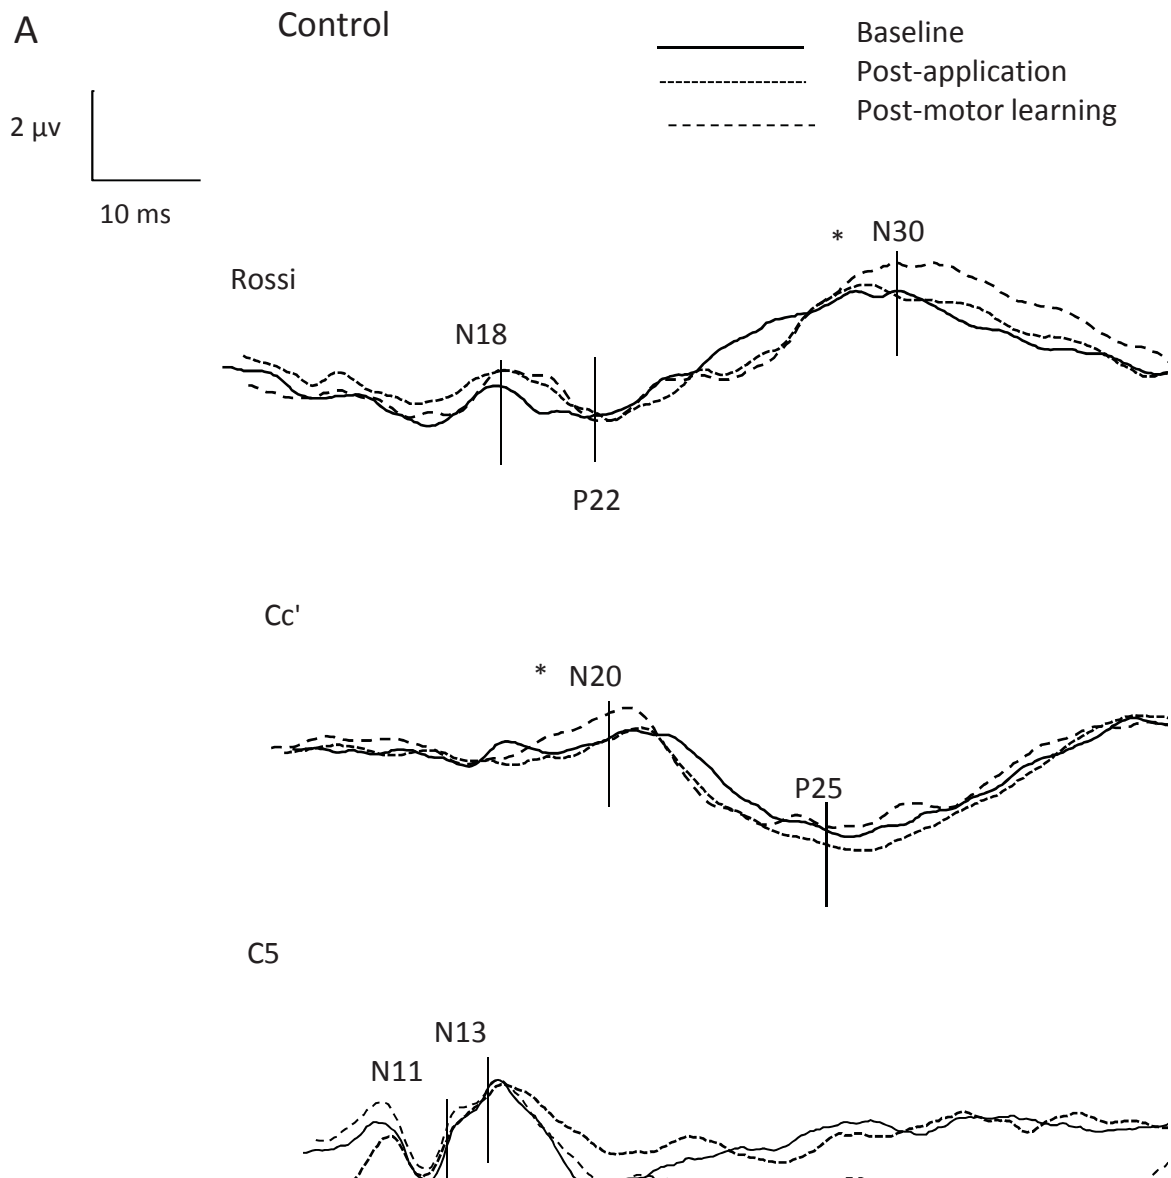 A
Control
Baseline
Post-application
Post-motor learning
2 µv
10 ms
* N30
Rossi
N18
P22
Cc'
* N20
P25
C5
N13
N11